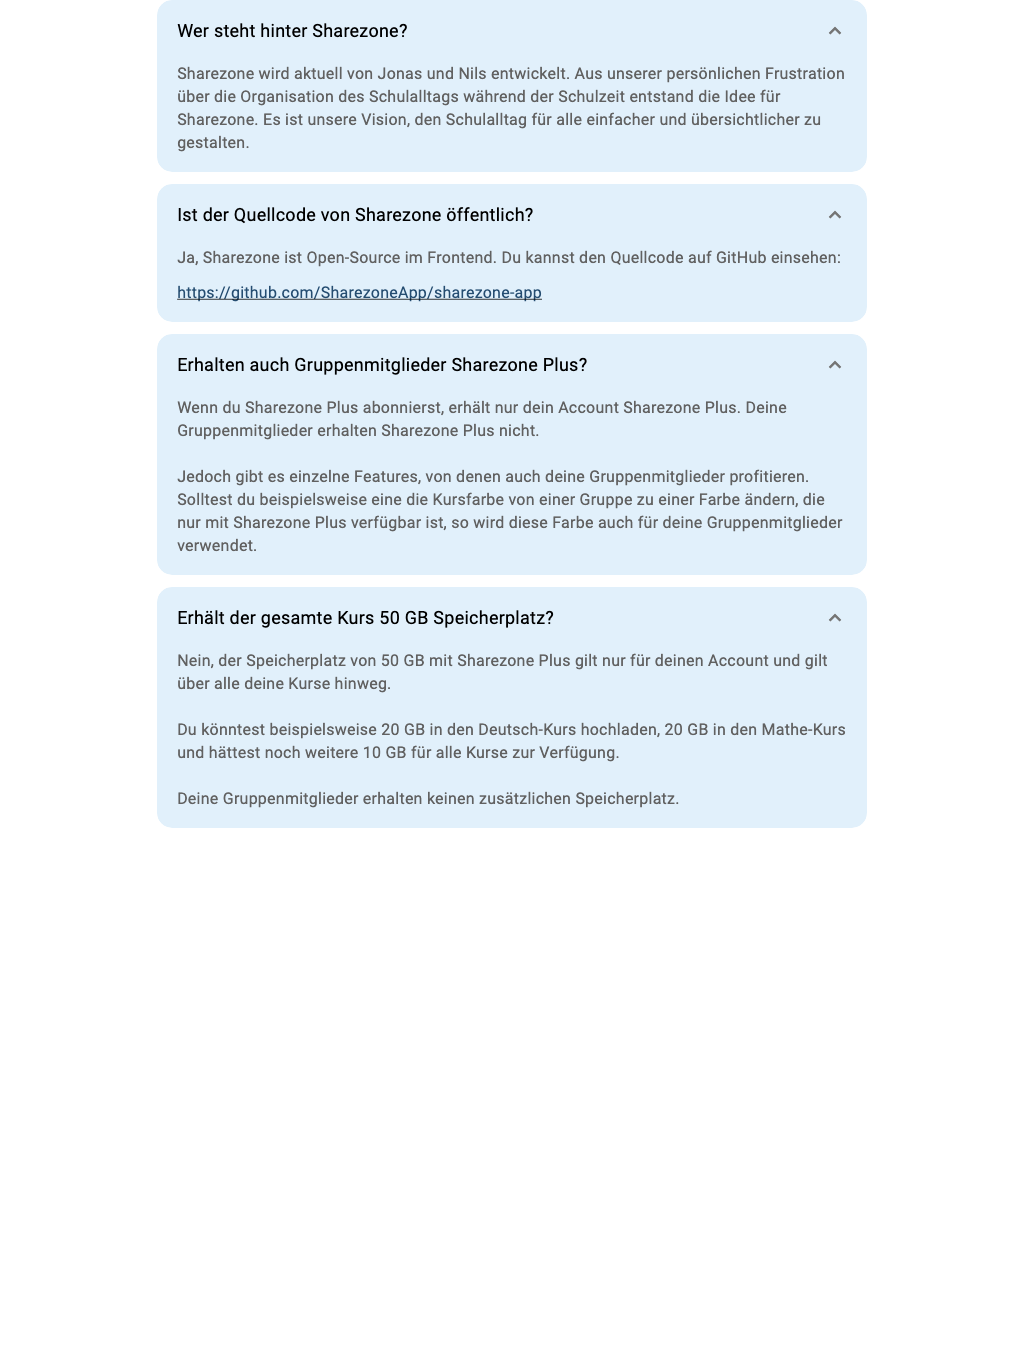 Wer steht hinter Sharezone?
Sharezone wird aktuell von Jonas und Nils entwickelt. Aus unserer persönlichen Frustration
über die Organisation des Schulalltags während der Schulzeit entstand die Idee für
Sharezone. Es ist unsere Vision, den Schulalltag für alle einfacher und übersichtlicher zu
gestalten.
Ist der Quellcode von Sharezone öffentlich?
Ja, Sharezone ist Open-Source im Frontend. Du kannst den Quellcode auf GitHub einsehen:
https://github.com/SharezoneApp/sharezone-app
Erhalten auch Gruppenmitglieder Sharezone Plus?
Wenn du Sharezone Plus abonnierst, erhält nur dein Account Sharezone Plus. Deine
Gruppenmitglieder erhalten Sharezone Plus nicht.
Jedoch gibt es einzelne Features, von denen auch deine Gruppenmitglieder profitieren.
Solltest du beispielsweise eine die Kursfarbe von einer Gruppe zu einer Farbe ändern, die
nur mit Sharezone Plus verfügbar ist, so wird diese Farbe auch für deine Gruppenmitglieder
verwendet.
Erhält der gesamte Kurs 50 GB Speicherplatz?
Nein, der Speicherplatz von 50 GB mit Sharezone Plus gilt nur für deinen Account und gilt
über alle deine Kurse hinweg.
Du könntest beispielsweise 20 GB in den Deutsch-Kurs hochladen, 20 GB in den Mathe-Kurs
und hättest noch weitere 10 GB für alle Kurse zur Verfügung.
Deine Gruppenmitglieder erhalten keinen zusätzlichen Speicherplatz.